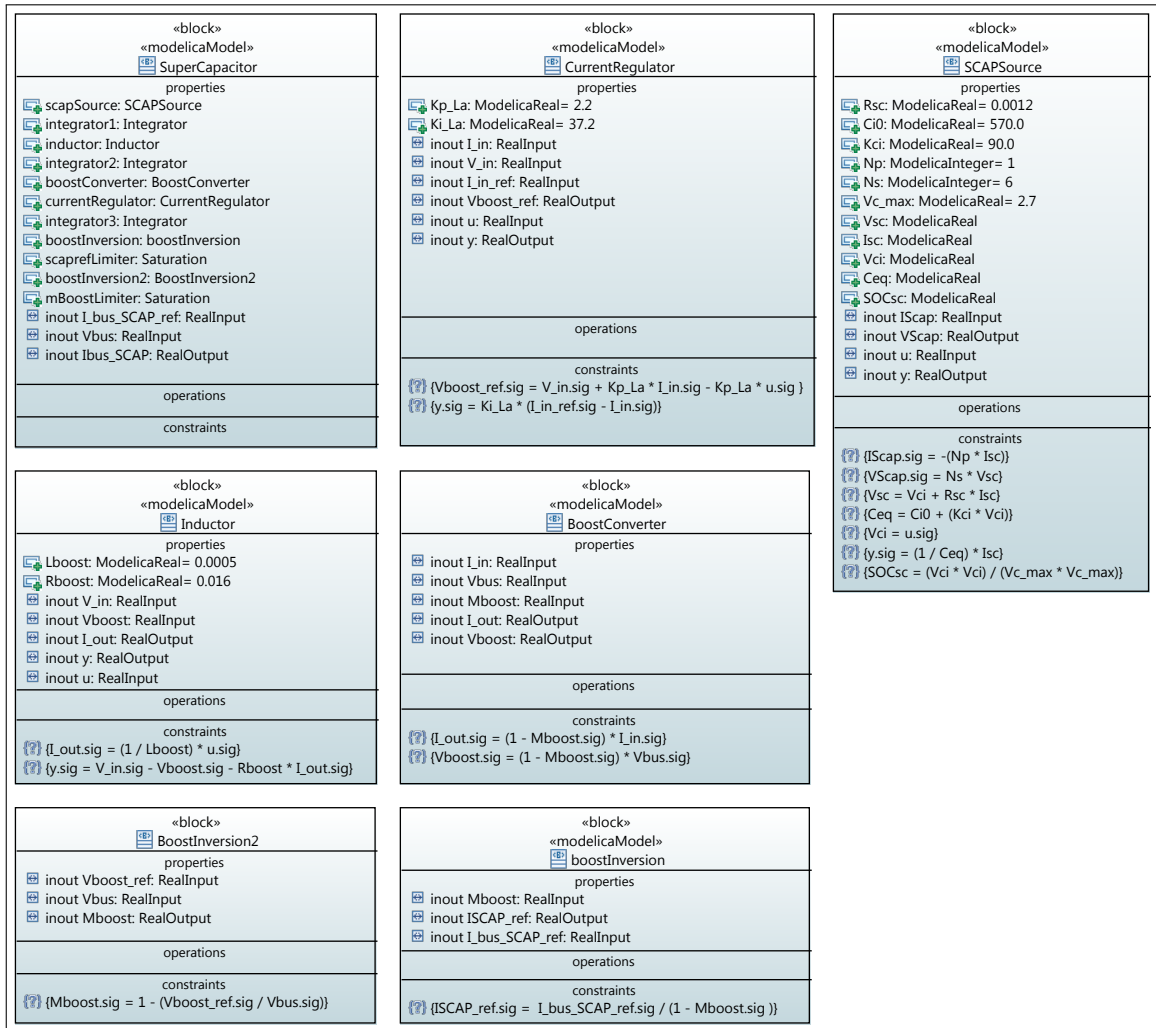 «block»
«modelicaModel»
SuperCapacitor
properties
scapSource: SCAPSource
integrator1: Integrator
inductor: Inductor
integrator2: Integrator
boostConverter: BoostConverter
currentRegulator: CurrentRegulator
integrator3: Integrator
boostInversion: boostInversion
scaprefLimiter: Saturation
boostInversion2: BoostInversion2
mBoostLimiter: Saturation
inout I_bus_SCAP_ref: RealInput
inout Vbus: RealInput
inout Ibus_SCAP: RealOutput
operations
constraints
«block»
«modelicaModel»
CurrentRegulator
properties
Kp_La: ModelicaReal= 2.2
Ki_La: ModelicaReal= 37.2
inout I_in: RealInput
inout V_in: RealInput
inout I_in_ref: RealInput
inout Vboost_ref: RealOutput
inout u: RealInput
inout y: RealOutput
operations
constraints
{Vboost_ref.sig = V_in.sig + Kp_La * I_in.sig - Kp_La * u.sig }
{y.sig = Ki_La * (I_in_ref.sig - I_in.sig)}
«block»
«modelicaModel»
SCAPSource
properties
Rsc: ModelicaReal= 0.0012
Ci0: ModelicaReal= 570.0
Kci: ModelicaReal= 90.0
Np: ModelicaInteger= 1
Ns: ModelicaInteger= 6
Vc_max: ModelicaReal= 2.7
Vsc: ModelicaReal
Isc: ModelicaReal
Vci: ModelicaReal
Ceq: ModelicaReal
SOCsc: ModelicaReal
inout IScap: RealInput
inout VScap: RealOutput
inout u: RealInput
inout y: RealOutput
operations
constraints
{IScap.sig = -(Np * Isc)}
{VScap.sig = Ns * Vsc}
{Vsc = Vci + Rsc * Isc}
{Ceq = Ci0 + (Kci * Vci)}
{Vci = u.sig}
{y.sig = (1 / Ceq) * Isc}
{SOCsc = (Vci * Vci) / (Vc_max * Vc_max)}
«block»
«modelicaModel»
Inductor
properties
Lboost: ModelicaReal= 0.0005
Rboost: ModelicaReal= 0.016
inout V_in: RealInput
inout Vboost: RealInput
inout I_out: RealOutput
inout y: RealOutput
inout u: RealInput
operations
constraints
{I_out.sig = (1 / Lboost) * u.sig}
{y.sig = V_in.sig - Vboost.sig - Rboost * I_out.sig}
«block»
«modelicaModel»
BoostConverter
properties
inout I_in: RealInput
inout Vbus: RealInput
inout Mboost: RealInput
inout I_out: RealOutput
inout Vboost: RealOutput
operations
constraints
{I_out.sig = (1 - Mboost.sig) * I_in.sig}
{Vboost.sig = (1 - Mboost.sig) * Vbus.sig}
«block»
BoostInversion2
properties
inout Vboost_ref: RealInput
inout Vbus: RealInput
inout Mboost: RealOutput
operations
constraints
{Mboost.sig = 1 - (Vboost_ref.sig / Vbus.sig)}
«block»
«modelicaModel»
boostInversion
properties
inout Mboost: RealInput
inout ISCAP_ref: RealOutput
inout I_bus_SCAP_ref: RealInput
operations
constraints
{ISCAP_ref.sig =  I_bus_SCAP_ref.sig / (1 - Mboost.sig )}